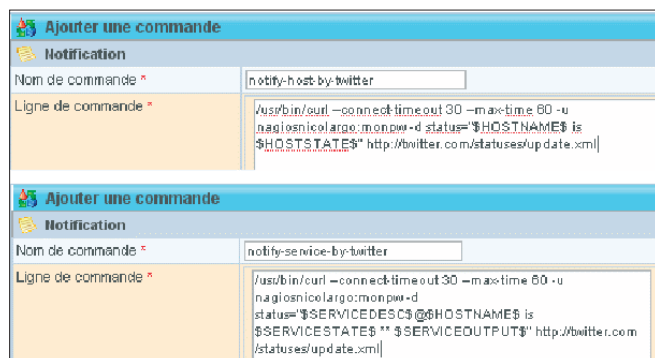 Ajouter une commande
Notification
Nom de commande * notify-host-by-twitter
Ligne de commande * /usr/bin/curl --connect-timeout 30 --max-time 60 -u
nagiosnicolargo:monpw -d status="$HOSTNAME$ is
$HOSTSTATE$" http://twitter.com/statuses/update.xml
Ajouter une commande
Notification
Nom de commande * notify-service-by-twitter
Ligne de commande * /usr/bin/curl --connect-timeout 30 --max-time 60 -u
nagiosnicolargo:monpw -d
status="$SERVICEDESC$@$HOSTNAME$ is
$SERVICESTATE$ ** $SERVICEOUTPUT$" http://twitter.com
/statuses/update.xml